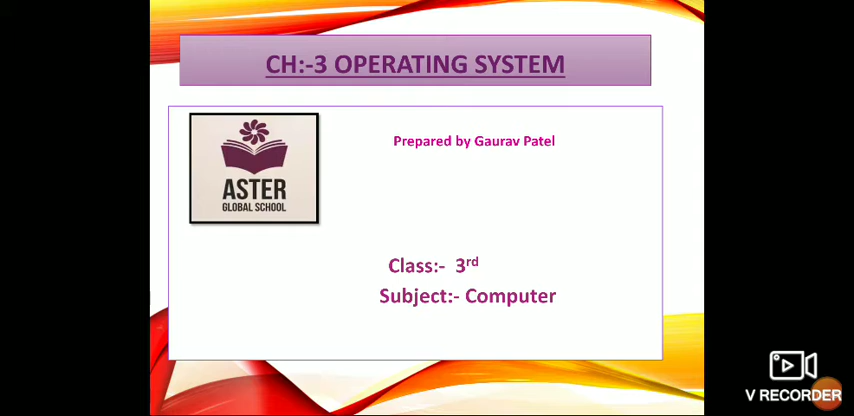 CH:-3 OPERATING SYSTEM
Prepared by Gaurav Patel
ASTER
GLOBAL SCHOOL
Class:- 3rd
Subject:- Computer
V RECORDER